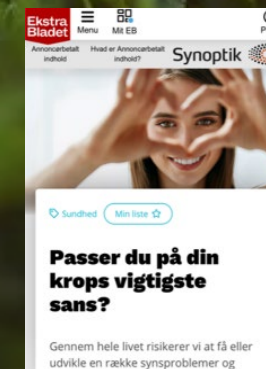 Ekstra
Bladet
Menu
Mit EB
Annoncørbetalt
indhold
Hvad er Annoncørbetalt
indhold?
Synoptik
Sundhed
Min liste
Passer du på din
krops vigtigste
sans?
Gennem hele livet risikerer vi at få eller
udvikle en række synsproblemer og